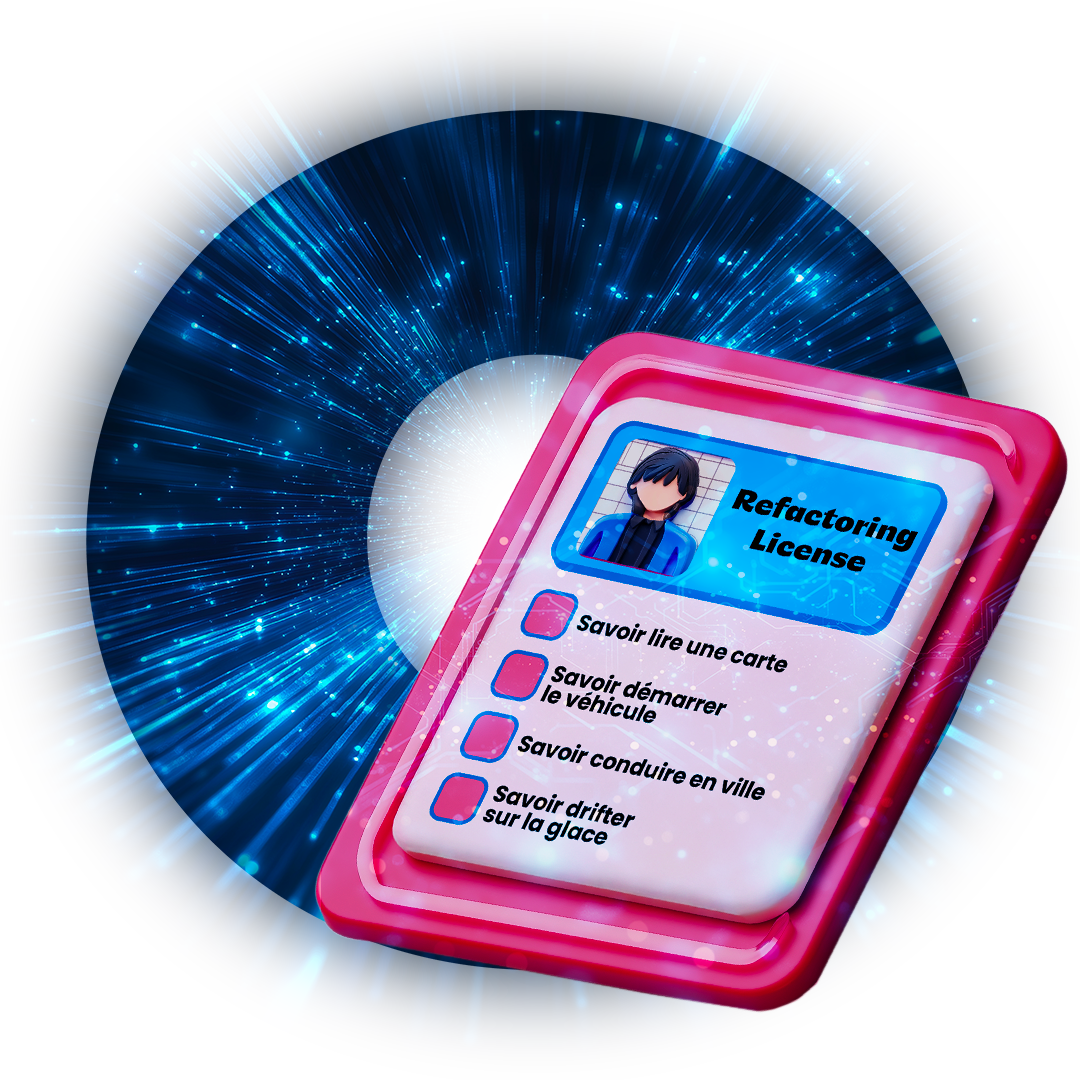 Refactoring
License
Savoir lire une carte
Savoir démarrer
le véhicule
Savoir conduire en ville
Savoir drifter
sur la glace